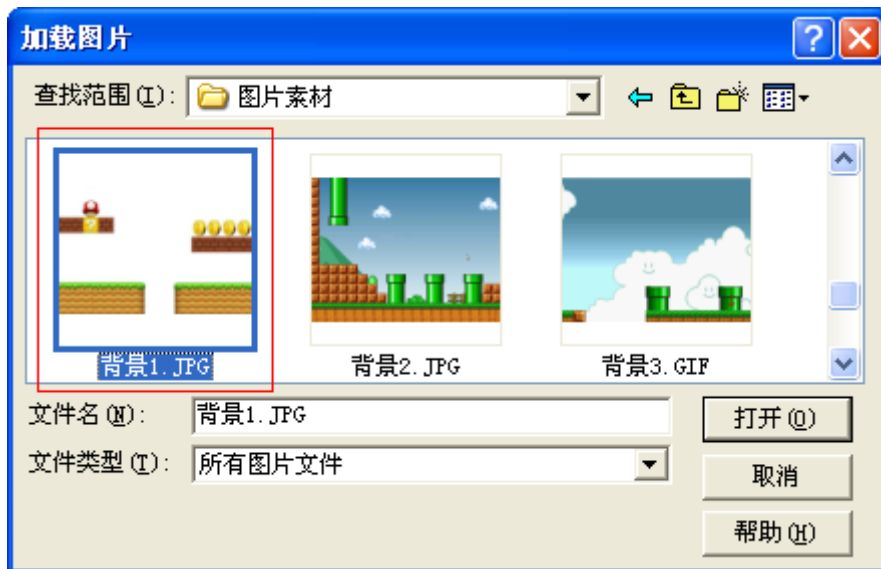 加载图片
查找范围(I): 图片素材
背景1.JPG 背景2.JPG 背景3.GIF
文件名(N): 背景1.JPG 打开(O)
文件类型(T): 所有图片文件 取消
帮助(H)